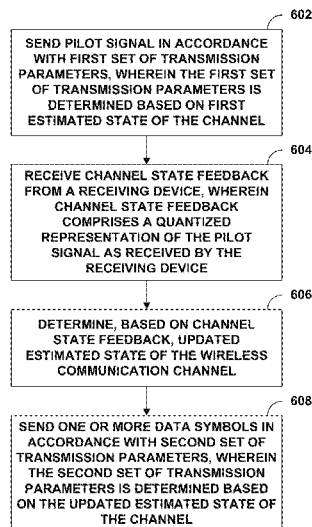 602
SEND PILOT SIGNAL IN ACCORDANCE
WITH FIRST SET OF TRANSMISSION
PARAMETERS, WHEREIN THE FIRST SET
OF TRANSMISSION PARAMETERS IS
DETERMINED BASED ON FIRST
ESTIMATED STATE OF THE CHANNEL
604
RECEIVE CHANNEL STATE FEEDBACK
FROM A RECEIVING DEVICE, WHEREIN
CHANNEL STATE FEEDBACK
COMPRISES A QUANTIZED
REPRESENTATION OF THE PILOT
SIGNAL AS RECEIVED BY THE
RECEIVING DEVICE
606
DETERMINE, BASED ON CHANNEL
STATE FEEDBACK, UPDATED
ESTIMATED STATE OF THE WIRELESS
COMMUNICATION CHANNEL
608
SEND ONE OR MORE DATA SYMBOLS IN
ACCORDANCE WITH SECOND SET OF
TRANSMISSION PARAMETERS, WHEREIN
THE SECOND SET OF TRANSMISSION
PARAMETERS IS DETERMINED BASED
ON THE UPDATED ESTIMATED STATE OF
THE CHANNEL